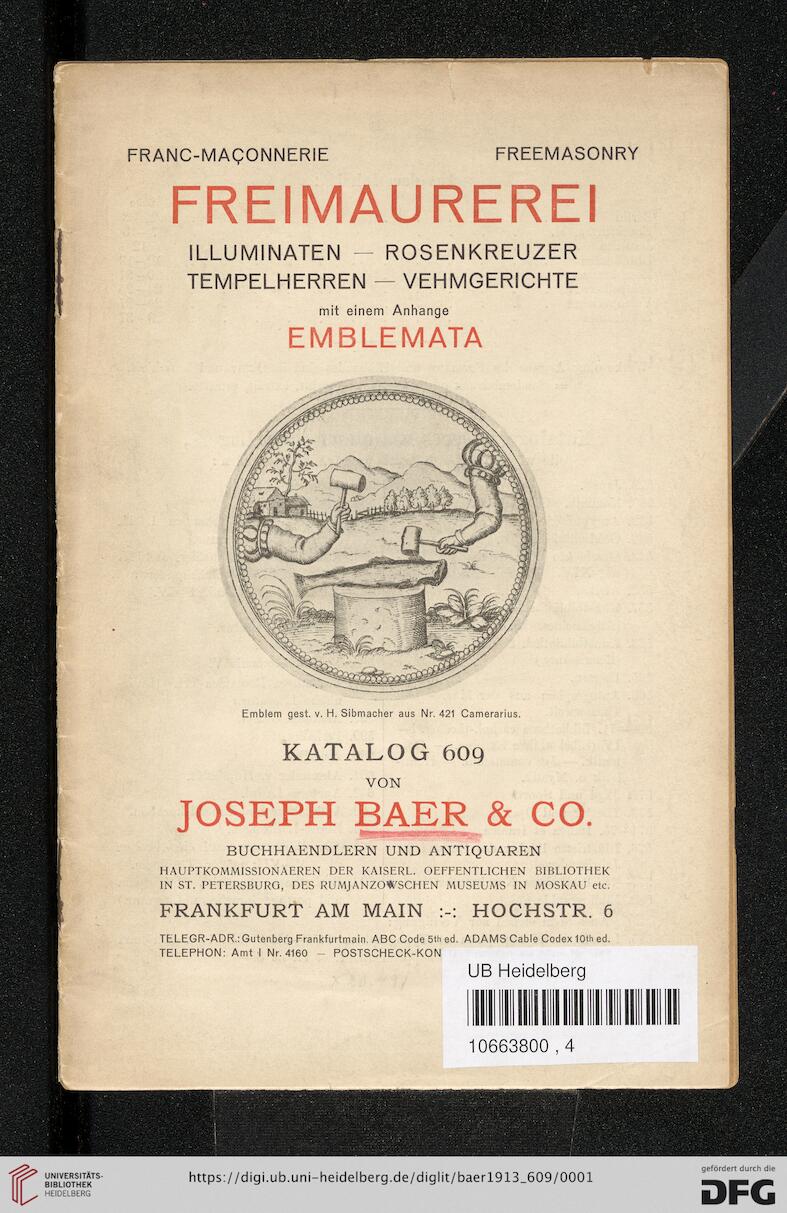 FRANC-MAÇONNERIE FREEMASONRY
FREIMAUREREI
ILLUMINATEN — ROSENKREUZER
TEMPELHERREN — VEHMGERICHTE
mit einem Anhange
EMBLEMATA
Emblem gest. v. H. Sibmacher aus Nr. 421 Camerarius.
KATALOG 609
VON
JOSEPH BAER & CO.
BUCHHAENDLERN UND ANTIQUAREN
HAUPTKOMMISSIONAEREN DER KAISERL. OEFFENTLICHEN BIBLIOTHEK
IN ST. PETERSBURG, DES RUMJANZOWSCHEN MUSEUMS IN MOSKAU etc.
FRANKFURT AM MAIN :-: HOCHSTR. 6
TELEGR-ADR.: Gutenberg Frankfurtmain. ABC Code 5th ed. ADAMS Cable Codex 10th ed.
TELEPHON: Amt I Nr. 4160 — POSTSCHECK-KON
UB Heidelberg
10663800 , 4
UNIVERSITÄTS-
BIBLIOTHEK
HEIDELBERG
https://digi.ub.uni-heidelberg.de/diglit/baer1913_609/0001
gefördert durch die
DFG